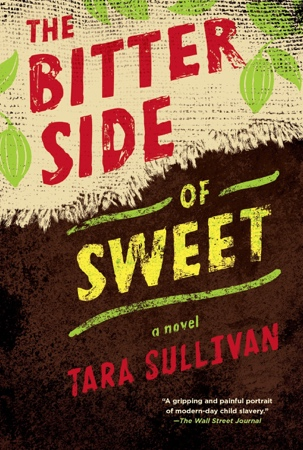 THE
BITTER
SIDE
OF
SWEET
a novel
TARA SULLIVAN
“A gripping and painful portrait
of modern-day child slavery.”
—The Wall Street Journal